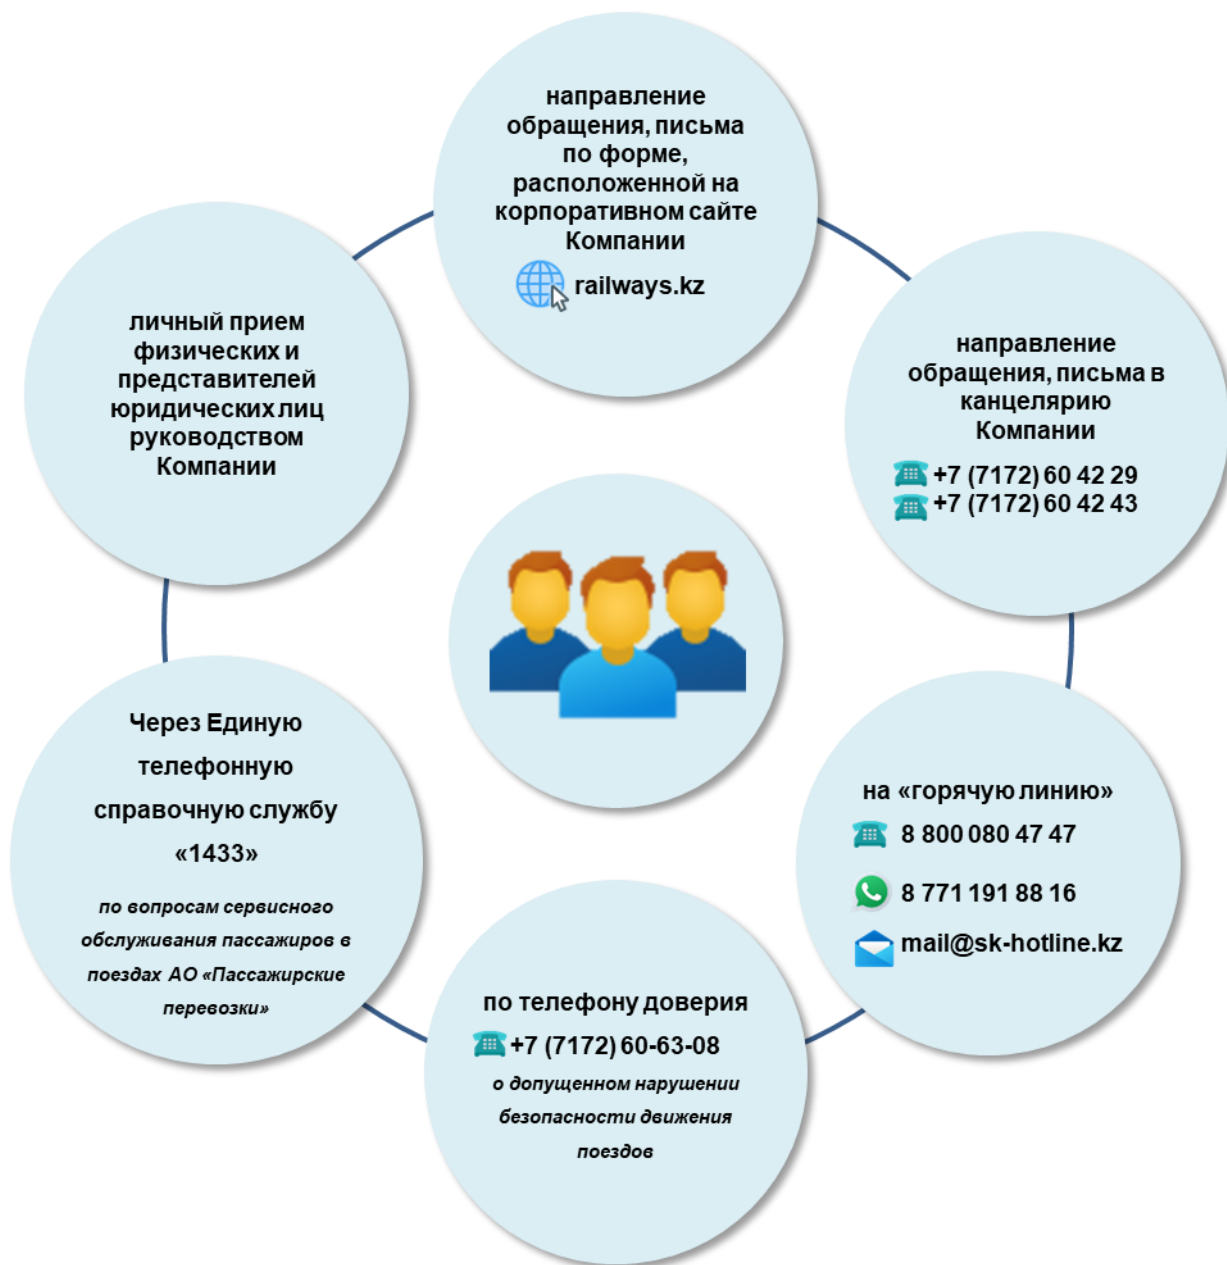 направление
обращения, письма
по форме,
расположенной на
корпоративном сайте
Компании
railways.kz
направление
обращения, письма в
канцелярию
Компании
+7 (7172) 60 42 29
+7 (7172) 60 42 43
на «горячую линию»
8 800 080 47 47
8 771 191 88 16
mail@sk-hotline.kz
по телефону доверия
+7 (7172) 60-63-08
о допущенном нарушении
безопасности движения
поездов
Через Единую
телефонную
справочную службу
«1433»
по вопросам сервисного
обслуживания пассажиров в
поездах АО «Пассажирские
перевозки»
личный прием
физических и
представителей
юридических лиц
руководством
Компании